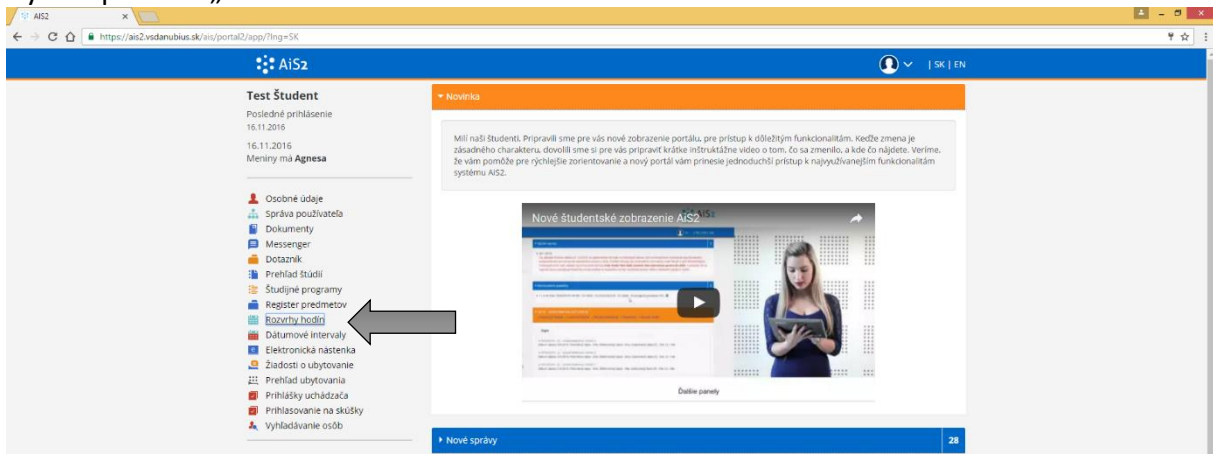 AIS2
https://ais2.vsdanubius.sk/ais/portal2/app/?lng=SK
AiS2
| SK | EN
Test Študent
Posledné prihlásenie
16.11.2016
16.11.2016
Meniny má Agnesa
Osobné údaje
Správa používateľa
Dokumenty
Messenger
Dotazník
Prehľad štúdií
Študijné programy
Register predmetov
Rozvrhy hodín
Dátumové intervaly
Elektronická nástenka
Žiadosti o ubytovanie
Prehľad ubytovania
Prihlášky uchádzača
Prihlasovanie na skúšky
Vyhľadávanie osôb
Novinka
Milí naši študenti. Pripravili sme pre vás nové zobrazenie portálu, pre prístup k dôležitým funkcionalitám. Keďže zmena je
zásadného charakteru, dovolili sme si pre vás pripraviť krátke inštruktážne video o tom, čo sa zmenilo, a kde čo nájdete. Veríme,
že vám pomôže pre rýchlejšie zorientovanie a nový portál vám prinesie jednoduchší prístup k najvyužívanejším funkcionalitám
systému AiS2.
Nové študentské zobrazenie AiS2
Ďalšie panely
Nové správy 28